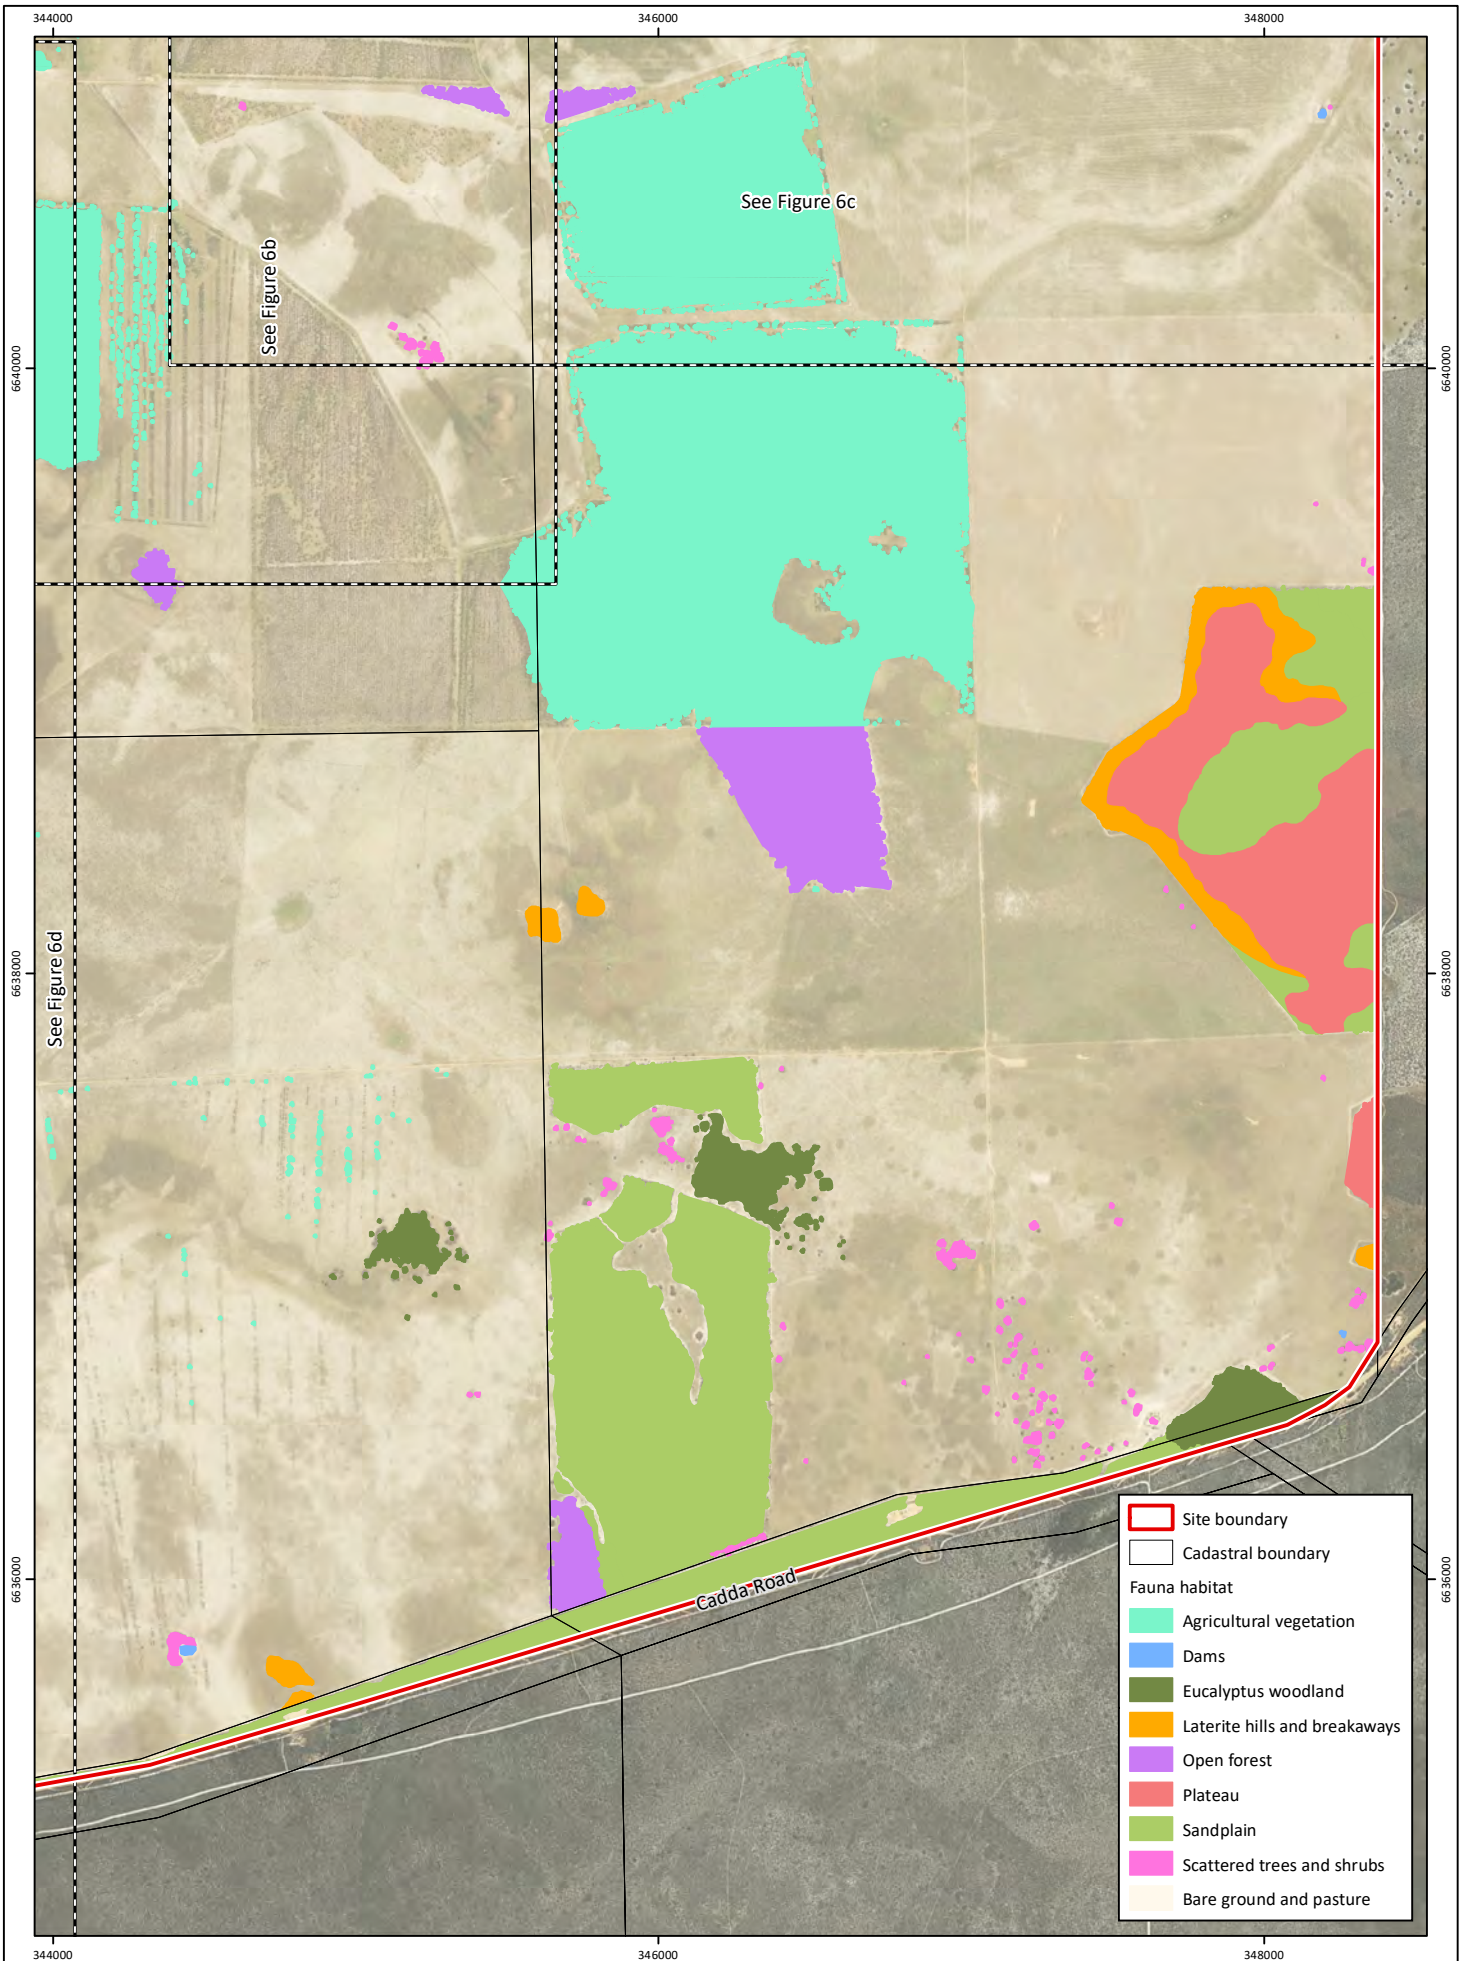 344000
346000
348000
See Figure 6c
See Figure 6b
6640000
6640000
See Figure 6d
6638000
6638000
Cadda Road
6636000
6636000
Site boundary
Cadastral boundary
Fauna habitat
Agricultural vegetation
Dams
Eucalyptus woodland
Laterite hills and breakaways
Open forest
Plateau
Sandplain
Scattered trees and shrubs
Bare ground and pasture
344000
346000
348000